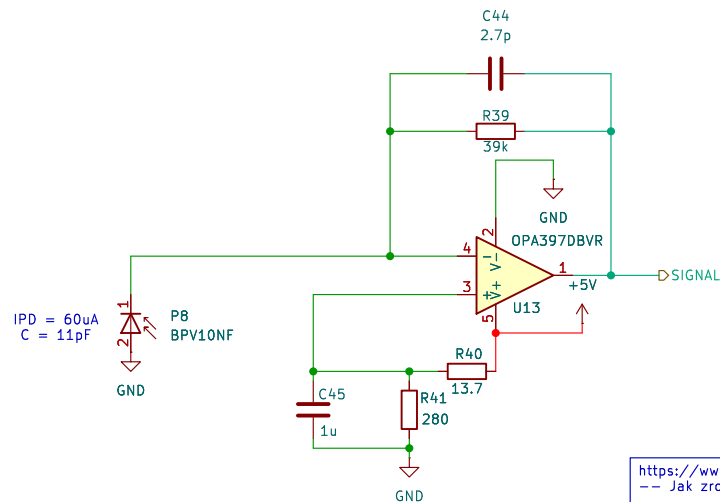 C44
2.7p
R39
39k
GND
2
OPA397DBVR
4
V-
1
SIGNAL
+5V
3
V+
U13
5
1
IPD = 60uA
C = 11pF
P8
BPV10NF
2
GND
R40
13.7
C45
R41
280
1u
GND
https://ww
-- Jak zro